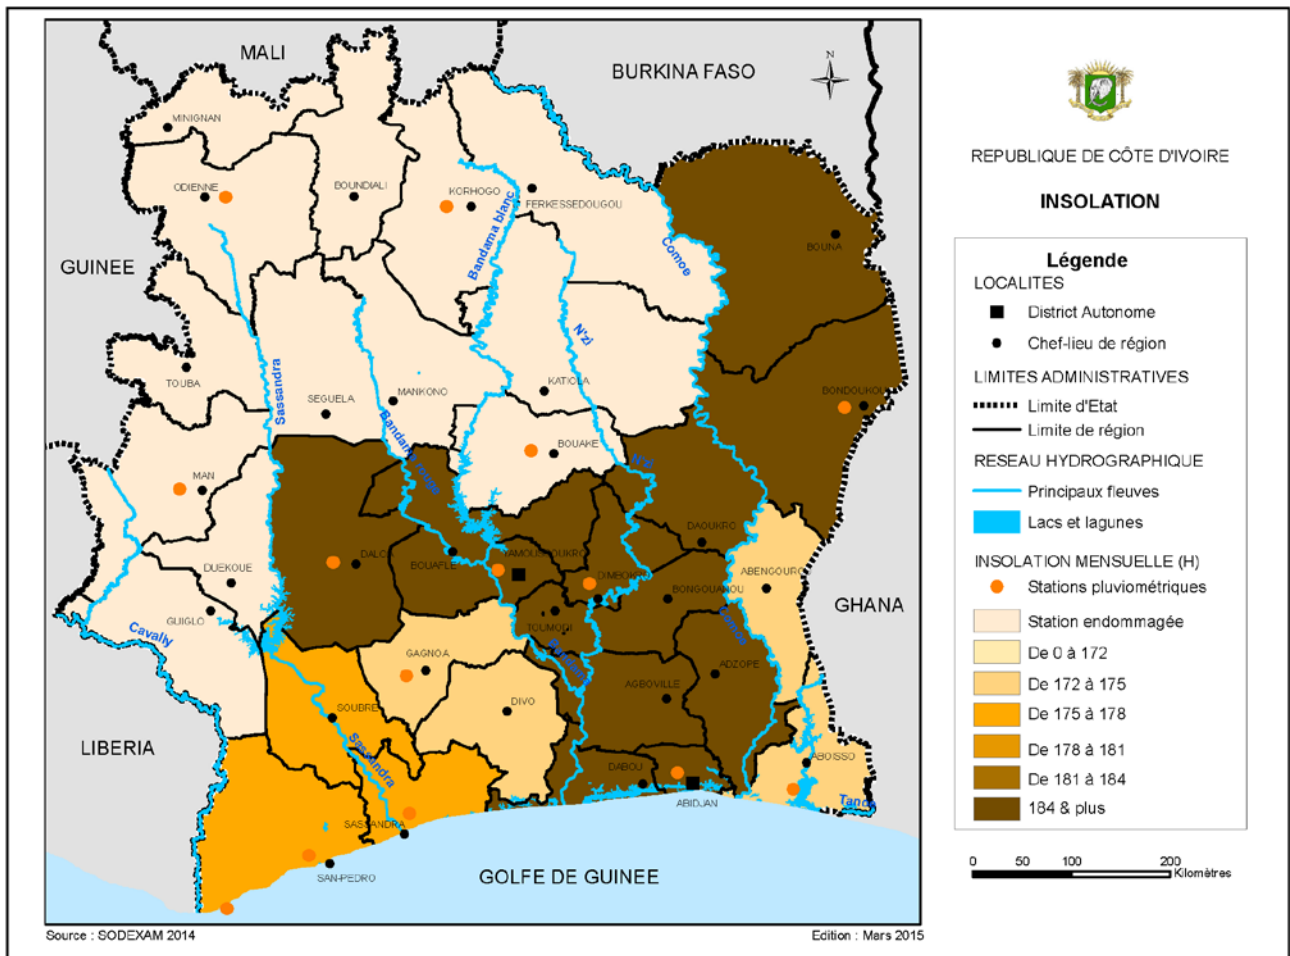 MALI
BURKINA FASO
N
MINIGNAN
ODIENNE
BOUNDIALI
KORHOGO
FERKESSEDOUGOU
Bandama blanc
Comoe
BOUNA
GUINEE
N'zi
TOUBA
Sassandra
SEGUELA
MANKONO
KATIOLA
BONDOUKOU
Bandama rouge
BOUAKE
N'zi
MAN
DAOUKRO
DUEKOUE
DALOA
BOUAFLE
YAMOUSSOUKRO
DIMBOKRO
BONGOUANOU
ABENGOUROU
GHANA
GUIGLO
Cavally
TOUMODI
Comoe
Bandama
GAGNOA
ADZOPE
AGBOVILLE
DIVO
SOUBRE
LIBERIA
Sassandra
DABOU
ABOISSO
ABIDJAN
Tanoe
SASSANDRA
SAN-PEDRO
GOLFE DE GUINEE
Source : SODEXAM 2014
Edition : Mars 2015
REPUBLIQUE DE CÔTE D'IVOIRE
INSOLATION
Légende
LOCALITES
District Autonome
Chef-lieu de région
LIMITES ADMINISTRATIVES
Limite d'Etat
Limite de région
RESEAU HYDROGRAPHIQUE
Principaux fleuves
Lacs et lagunes
INSOLATION MENSUELLE (H)
Stations pluviométriques
Station endommagée
De 0 à 172
De 172 à 175
De 175 à 178
De 178 à 181
De 181 à 184
184 & plus
0 50 100 200
Kilomètres